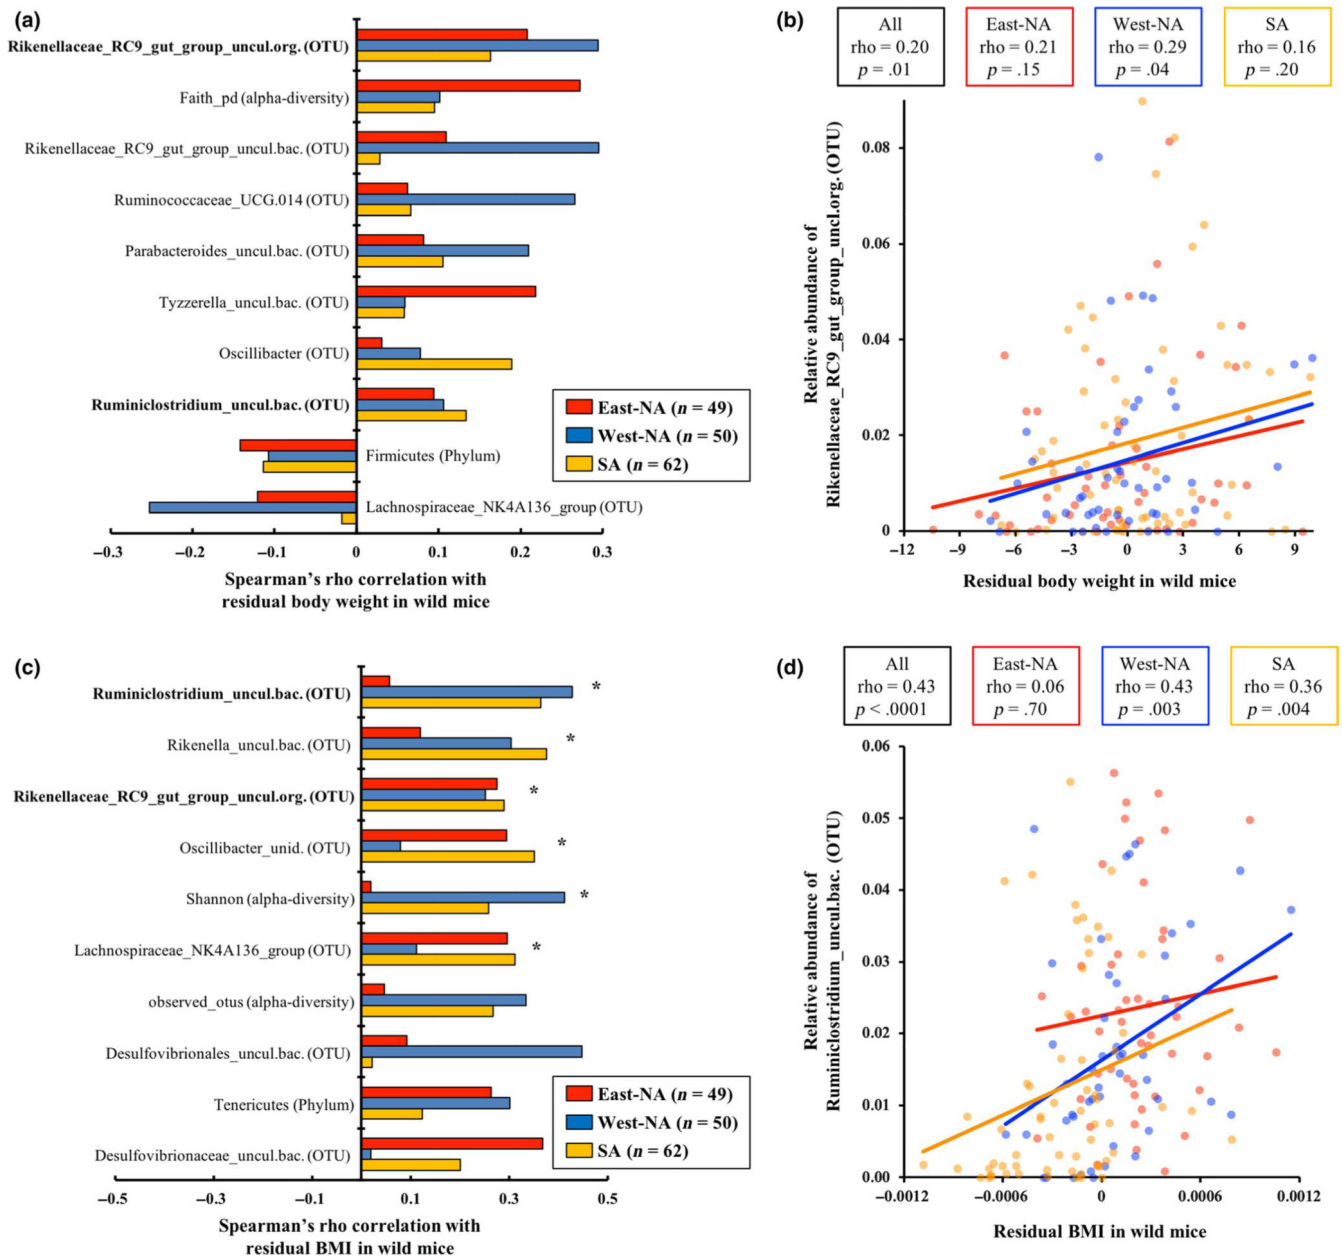 (a)
Rikenellaceae_RC9_gut_group_uncul.org. (OTU)
Faith_pd (alpha-diversity)
Rikenellaceae_RC9_gut_group_uncul.bac. (OTU)
Ruminococcaceae_UCG.014 (OTU)
Parabacteroides_uncul.bac. (OTU)
Tyzzerella_uncul.bac. (OTU)
Oscillibacter (OTU)
Ruminiclostridium_uncul.bac. (OTU)
Firmicutes (Phylum)
Lachnospiraceae_NK4A136_group (OTU)
East-NA (n = 49)
West-NA (n = 50)
SA (n = 62)
–0.3 –0.2 –0.1 0 0.1 0.2 0.3
Spearman's rho correlation with
residual body weight in wild mice
(b)
All
rho = 0.20
p = .01
East-NA
rho = 0.21
p = .15
West-NA
rho = 0.29
p = .04
SA
rho = 0.16
p = .20
Relative abundance of
Rikenellaceae_RC9_gut_group_uncl.org. (OTU)
0.08
0.06
0.04
0.02
0
–12 –9 –6 –3 0 3 6 9
Residual body weight in wild mice
(c)
Ruminiclostridium_uncul.bac. (OTU) *
Rikenella_uncul.bac. (OTU) *
Rikenellaceae_RC9_gut_group_uncul.org. (OTU) *
Oscillibacter_unid. (OTU) *
Shannon (alpha-diversity) *
Lachnospiraceae_NK4A136_group (OTU) *
observed_otus (alpha-diversity)
Desulfovibrionales_uncul.bac. (OTU)
Tenericutes (Phylum)
Desulfovibrionaceae_uncul.bac. (OTU)
East-NA (n = 49)
West-NA (n = 50)
SA (n = 62)
–0.5 –0.3 –0.1 0.1 0.3 0.5
Spearman's rho correlation with
residual BMI in wild mice
(d)
All
rho = 0.43
p < .0001
East-NA
rho = 0.06
p = .70
West-NA
rho = 0.43
p = .003
SA
rho = 0.36
p = .004
Relative abundance of
Ruminiclostridium_uncul.bac. (OTU)
0.06
0.05
0.04
0.03
0.02
0.01
0.00
–0.0012 –0.0006 0 0.0006 0.0012
Residual BMI in wild mice